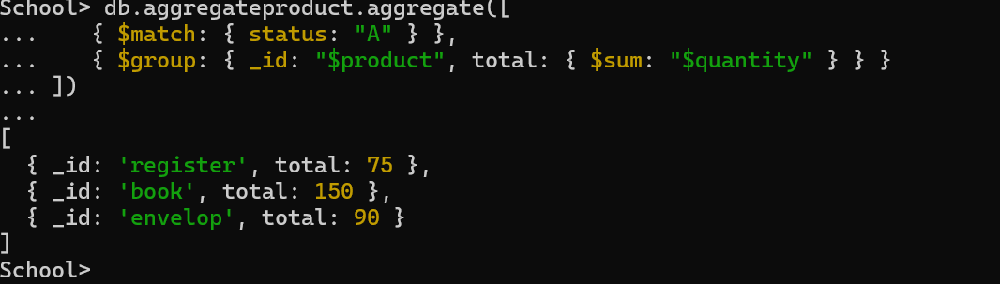 School> db.aggregateproduct.aggregate([
...    { $match: { status: "A" } },
...    { $group: { _id: "$product", total: { $sum: "$quantity" } } }
... ])
...
[
  { _id: 'register', total: 75 },
  { _id: 'book', total: 150 },
  { _id: 'envelop', total: 90 }
]
School>